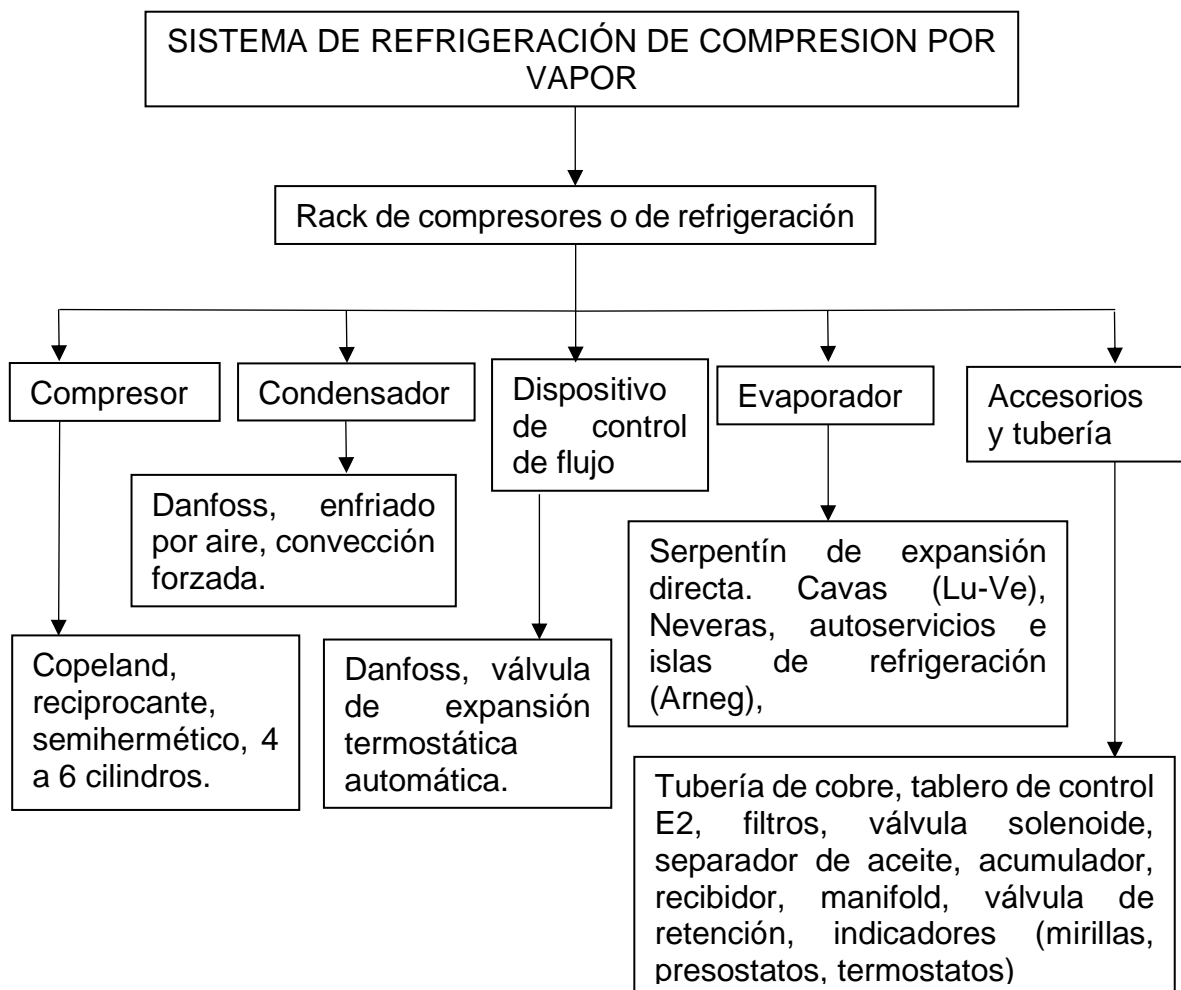 SISTEMA DE REFRIGERACIÓN DE COMPRESION POR
VAPOR
Rack de compresores o de refrigeración
Compresor
Condensador
Dispositivo
de control
de flujo
Evaporador
Accesorios
y tubería
Danfoss, enfriado
por aire, convección
forzada.
Serpentín de expansión
directa. Cavas (Lu-Ve),
Neveras, autoservicios e
islas de refrigeración
(Arneg),
Copeland,
reciprocante,
semihermético, 4
a 6 cilindros.
Danfoss, válvula
de expansión
termostática
automática.
Tubería de cobre, tablero de control
E2, filtros, válvula solenoide,
separador de aceite, acumulador,
recibidor, manifold, válvula de
retención, indicadores (mirillas,
presostatos, termostatos)